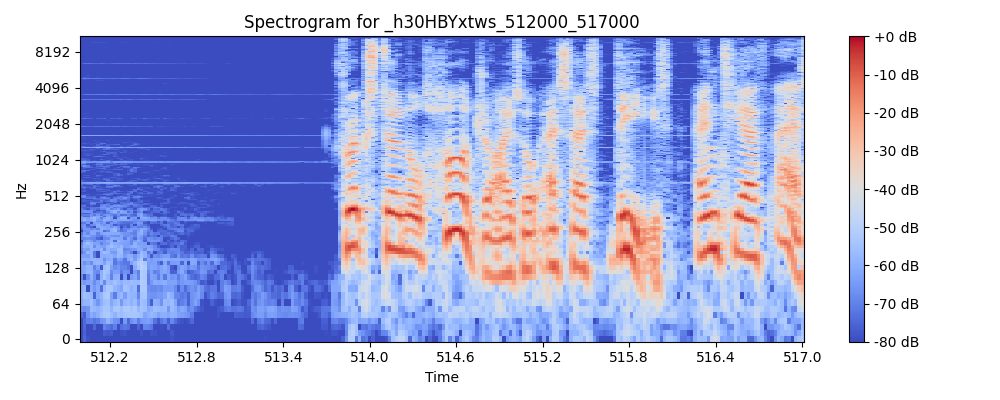 Spectrogram for _h30HBYxtws_512000_517000
Hz
8192
4096
2048
1024
512
256
128
64
0
512.2 512.8 513.4 514.0 514.6 515.2 515.8 516.4 517.0
Time
+0 dB
-10 dB
-20 dB
-30 dB
-40 dB
-50 dB
-60 dB
-70 dB
-80 dB